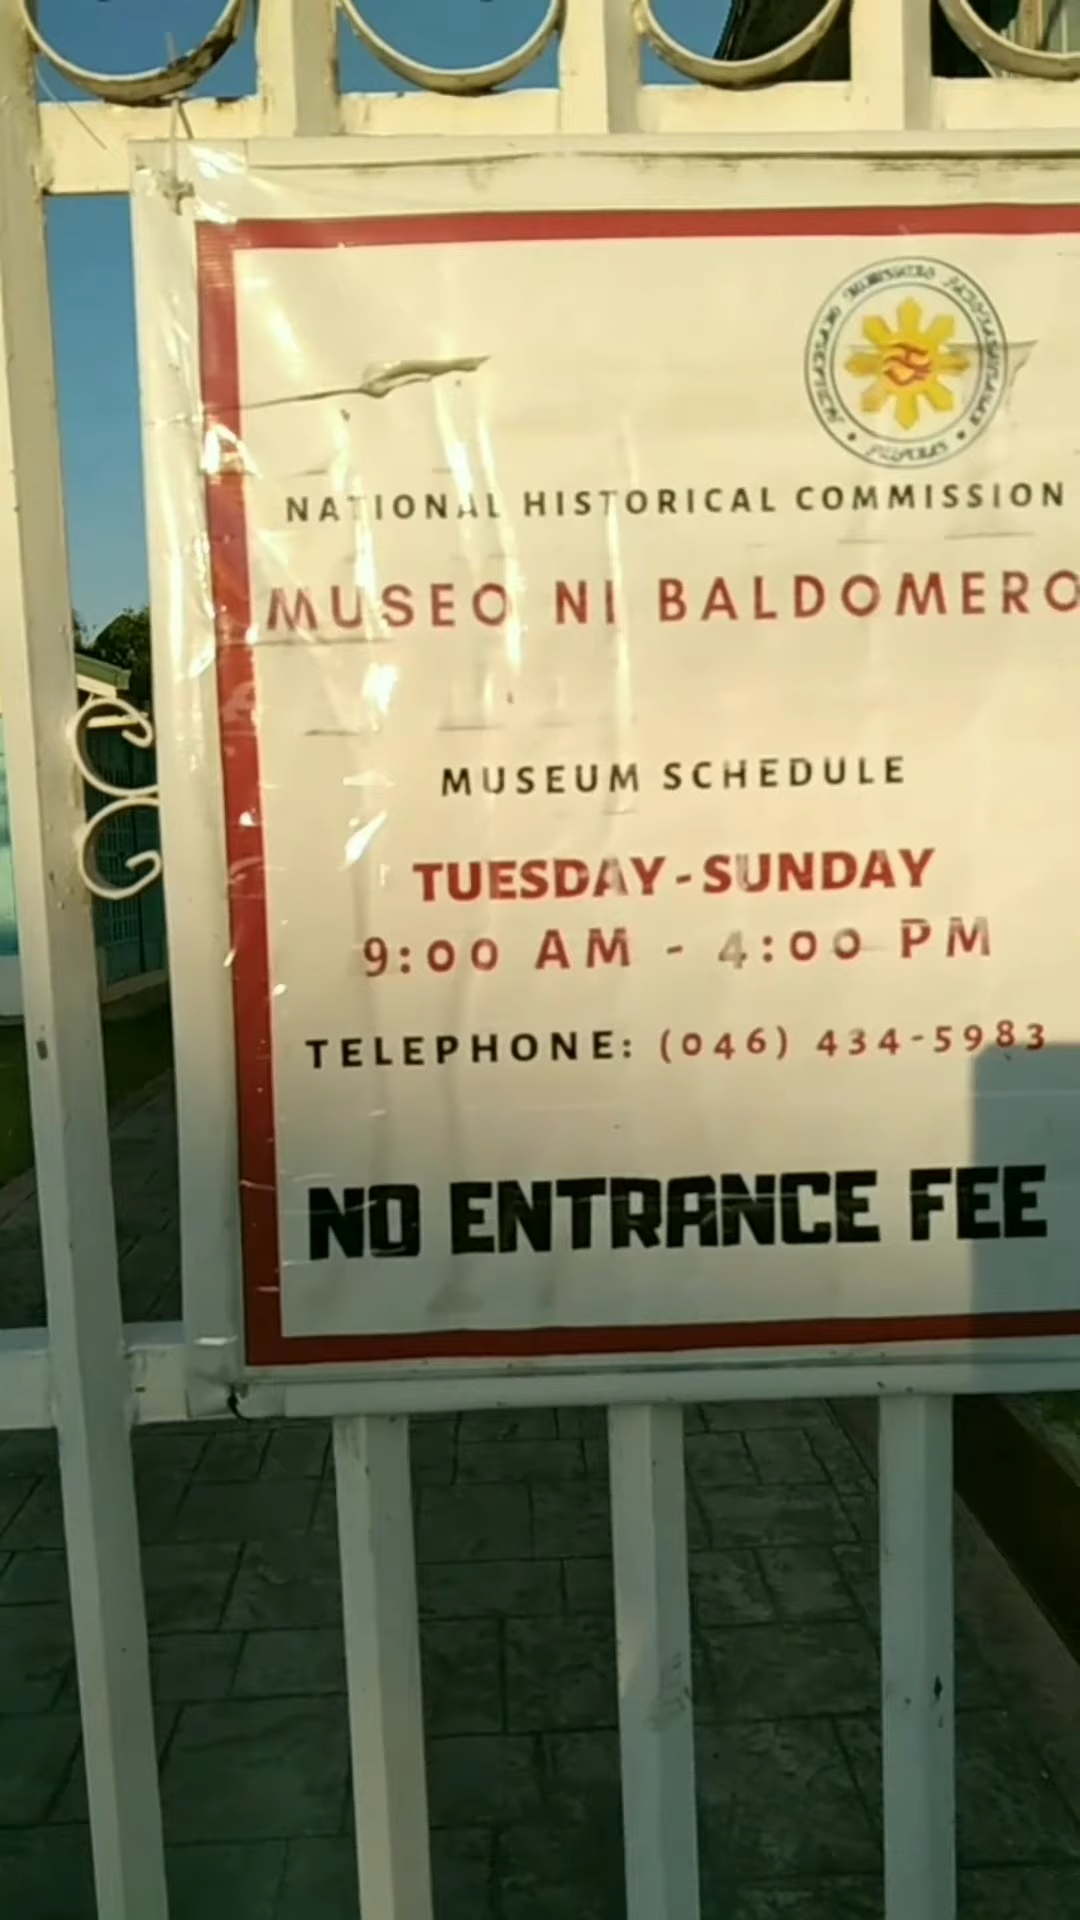 NATIONAL HISTORICAL COMMISSION
MUSEO NI BALDOMERO
MUSEUM SCHEDULE
TUESDAY-SUNDAY
9:00 AM - 4:00 PM
TELEPHONE: (046) 434-5983
NO ENTRANCE FEE